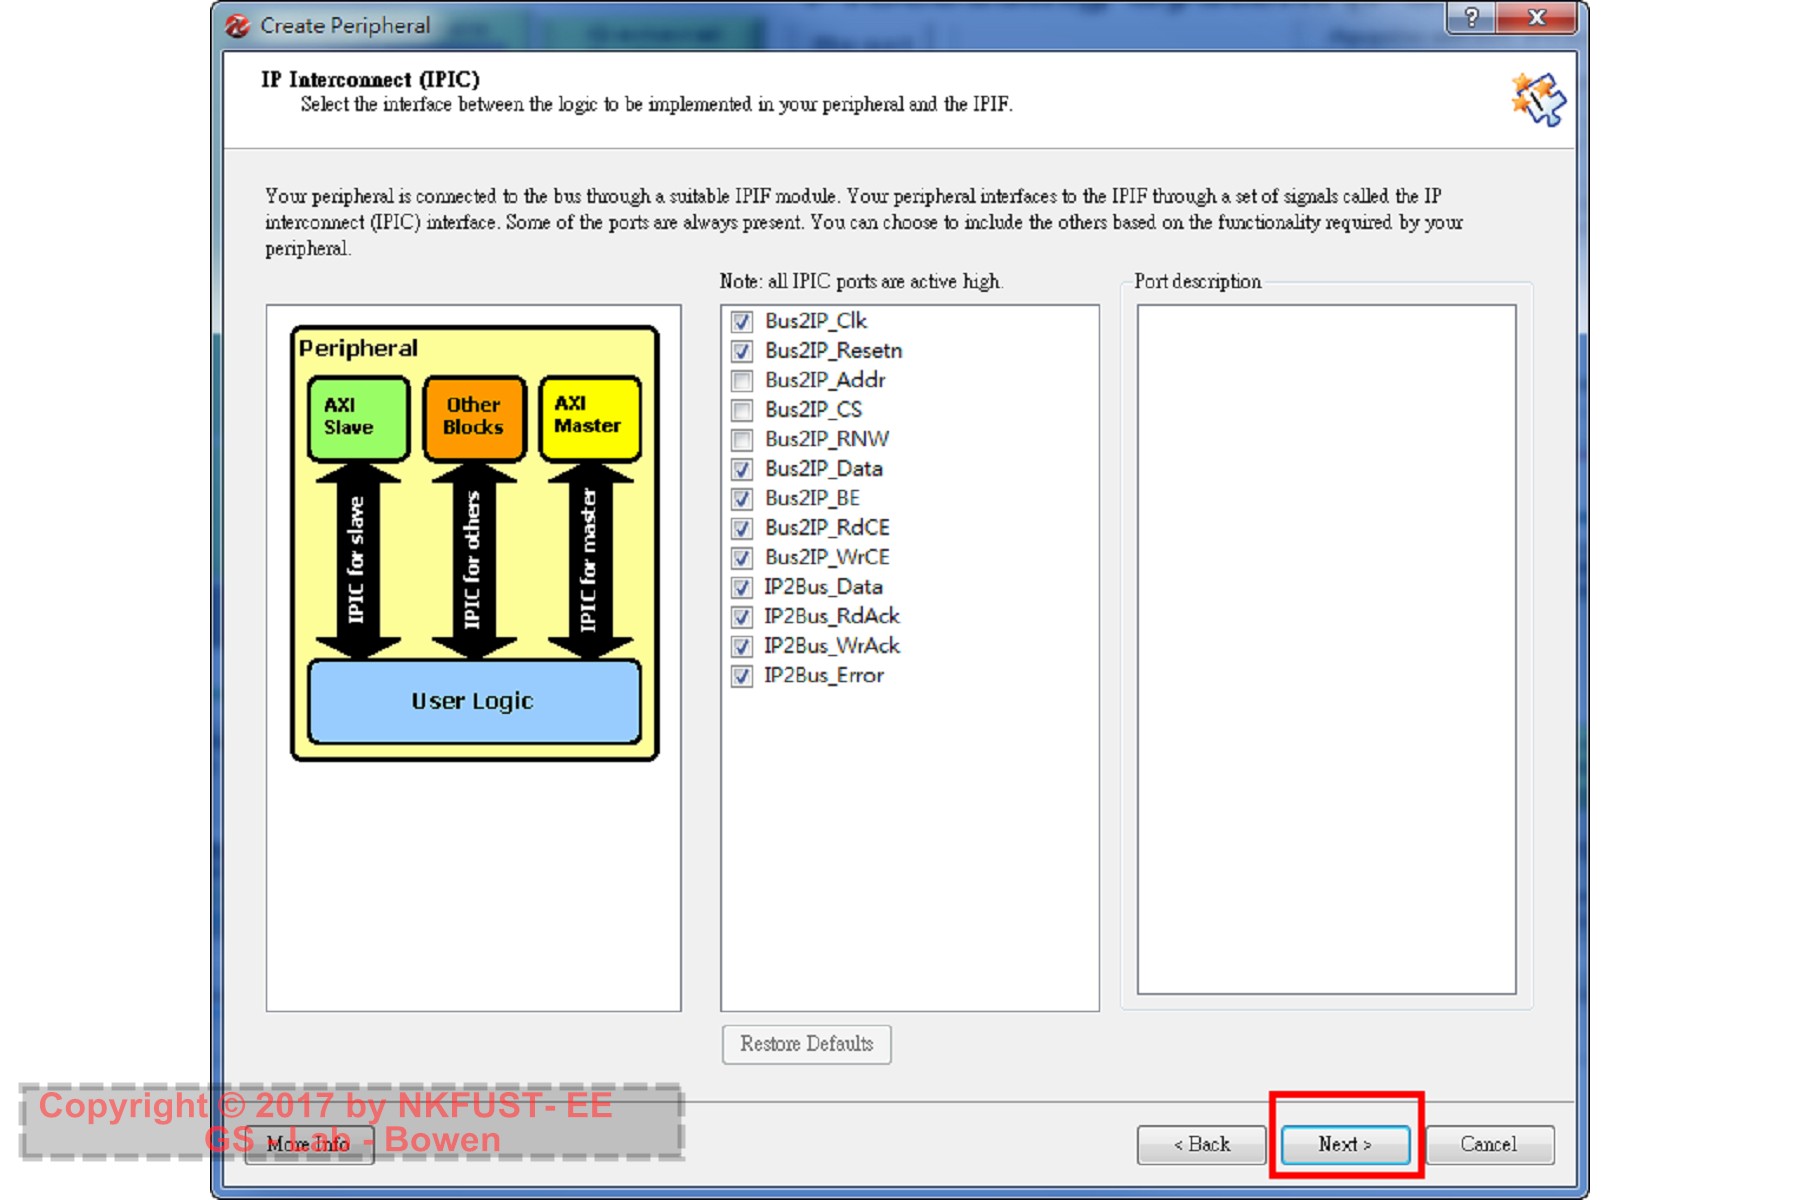 Create Peripheral
IP Interconnect (IPIC)
Select the interface between the logic to be implemented in your peripheral and the IPIF.
Your peripheral is connected to the bus through a suitable IPIF module. Your peripheral interfaces to the IPIF through a set of signals called the IP
interconnect (IPIC) interface. Some of the ports are always present. You can choose to include the others based on the functionality required by your
peripheral.
Note: all IPIC ports are active high.
Port description
Peripheral
AXI
Slave
Other
Blocks
AXI
Master
IPIC for slave
IPIC for others
IPIC for master
User Logic
Bus2IP_Clk
Bus2IP_Resetn
Bus2IP_Addr
Bus2IP_CS
Bus2IP_RNW
Bus2IP_Data
Bus2IP_BE
Bus2IP_RdCE
Bus2IP_WrCE
IP2Bus_Data
IP2Bus_RdAck
IP2Bus_WrAck
IP2Bus_Error
Restore Defaults
Copyright © 2017 by NKFUST- EE
GS - Lab - Bowen
More Info
< Back
Next >
Cancel